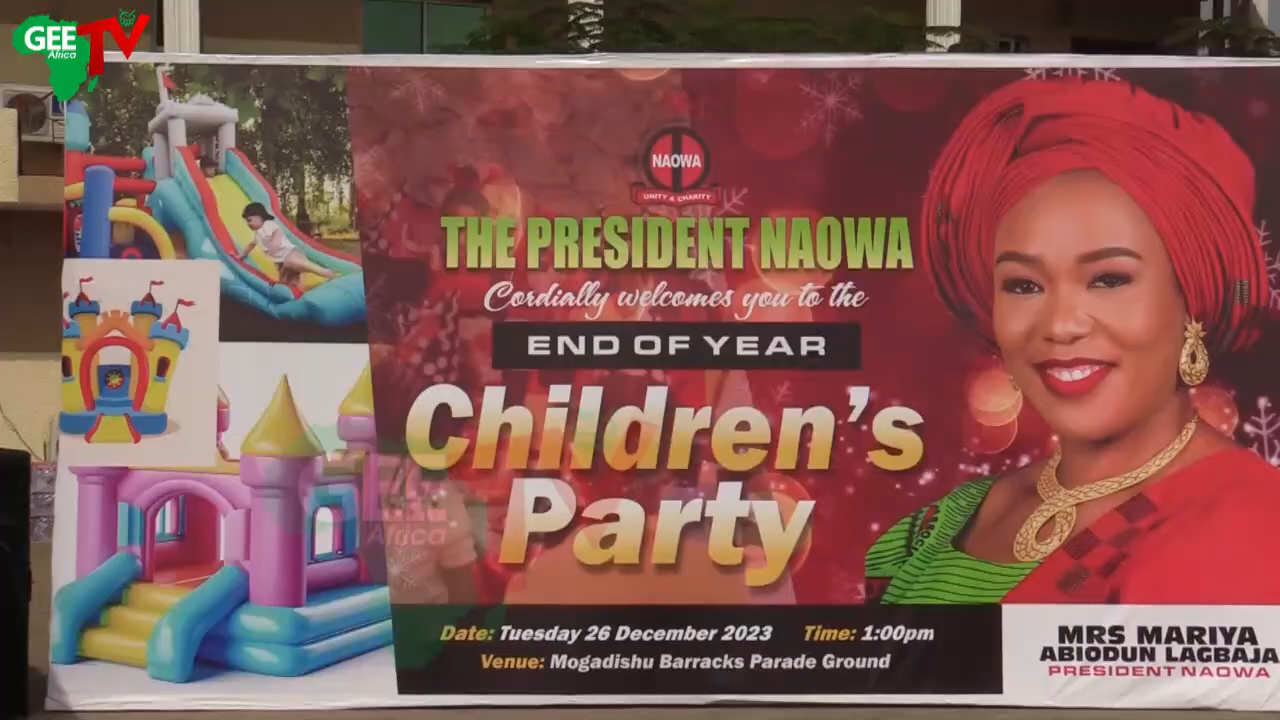 GEE TV
Africa
NAOWA
UNITY & CHARITY
THE PRESIDENT NAOWA
Cordially welcomes you to the
END OF YEAR
Children's
Party
Africa
Date: Tuesday 26 December 2023 Time: 1:00pm
Venue: Mogadishu Barracks Parade Ground
MRS MARIYA
ABIODUN LAGBAJA
PRESIDENT NAOWA